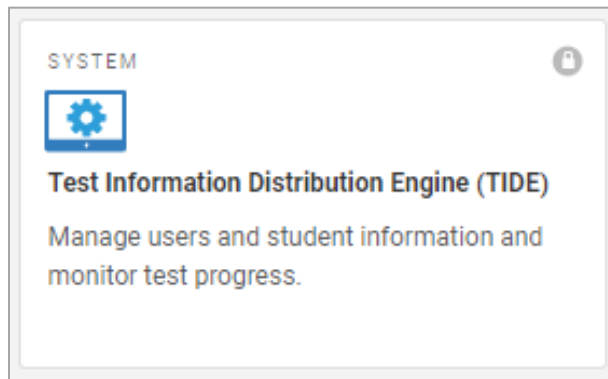 SYSTEM
Test Information Distribution Engine (TIDE)
Manage users and student information and
monitor test progress.